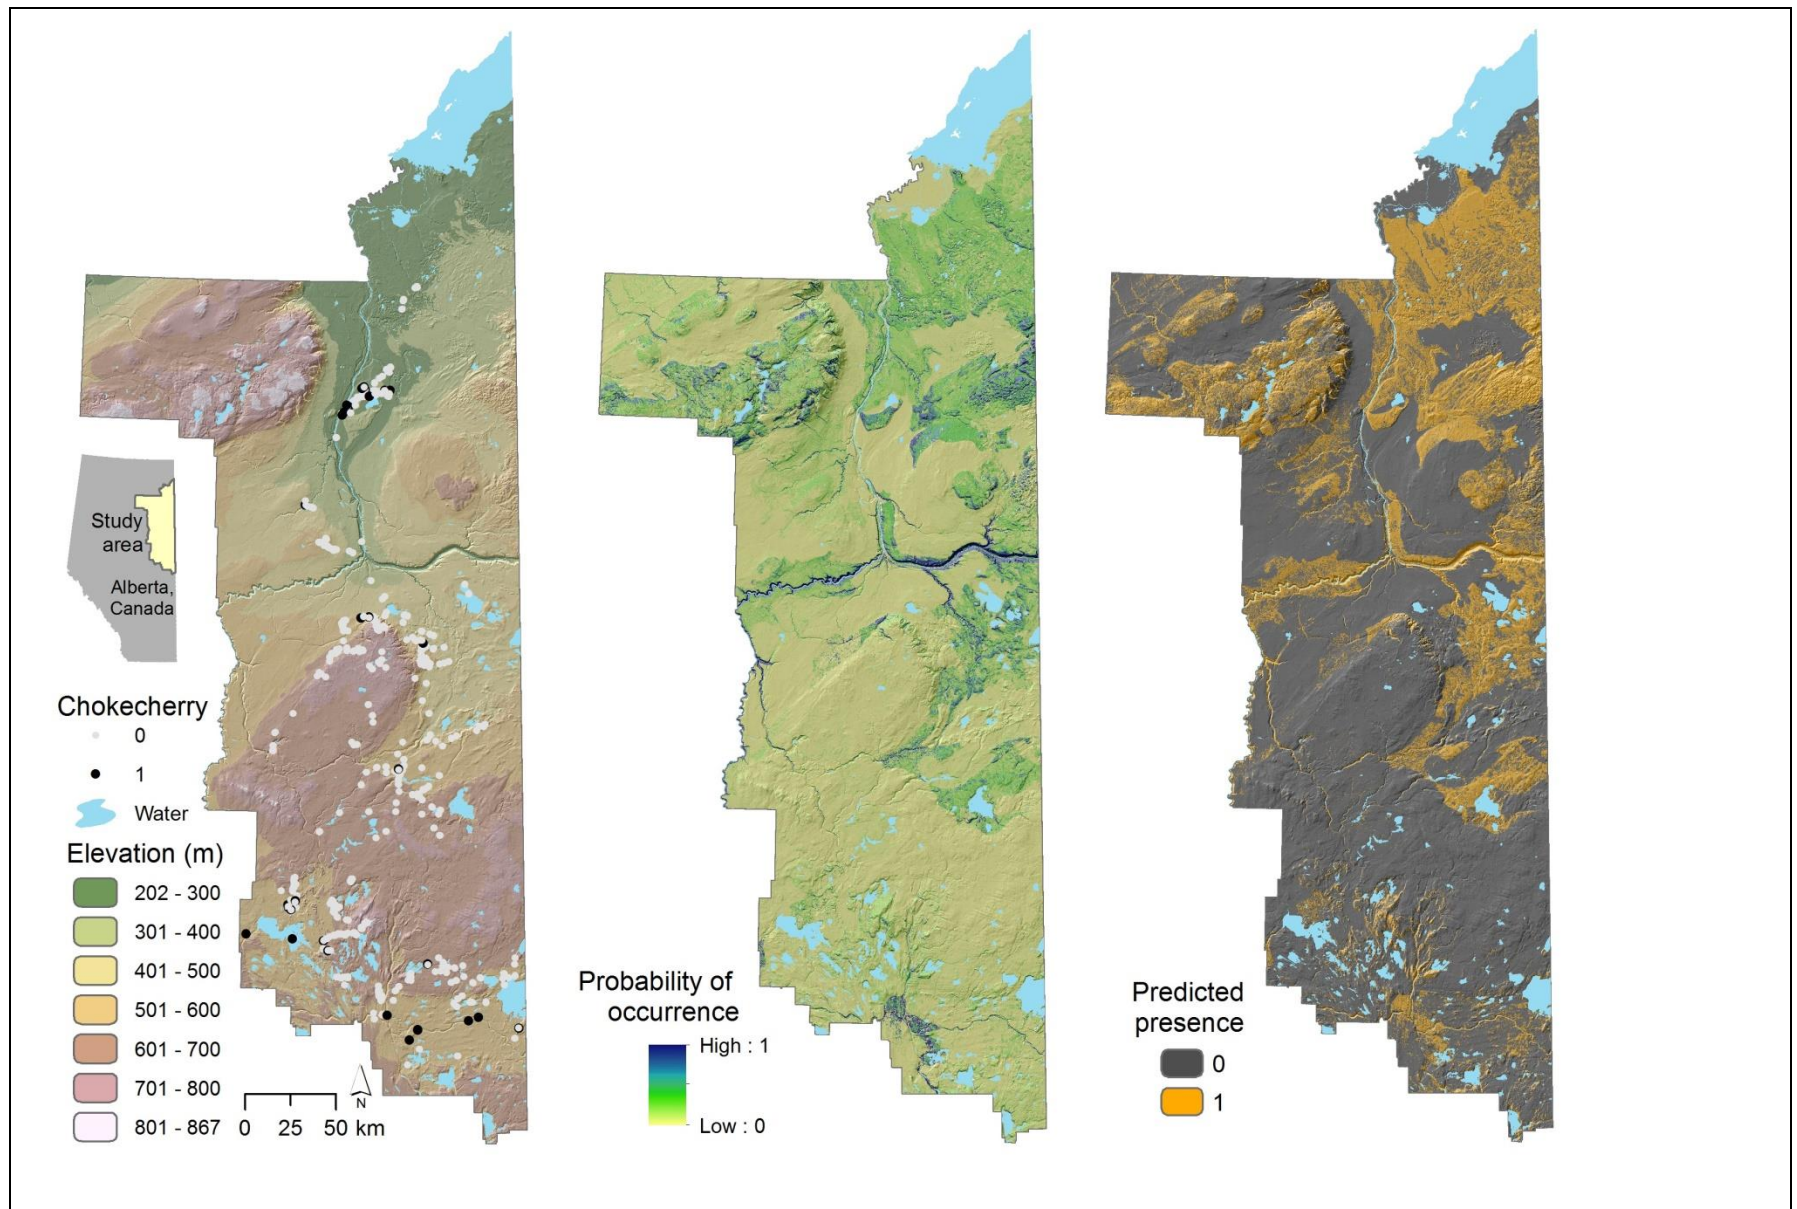 Study
area
Alberta,
Canada
Chokecherry
0
1
Water
Elevation (m)
202 - 300
301 - 400
401 - 500
501 - 600
601 - 700
701 - 800
801 - 867
N
0 25 50 km
Probability of
occurrence
High : 1
Low : 0
Predicted
presence
0
1